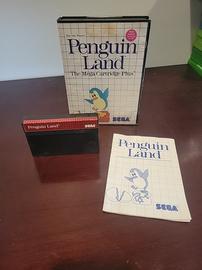 Penguin
Land
The Mega Cartridge Plus
SEGA
Penguin Land
SEGA
Penguin
Land
SEGA